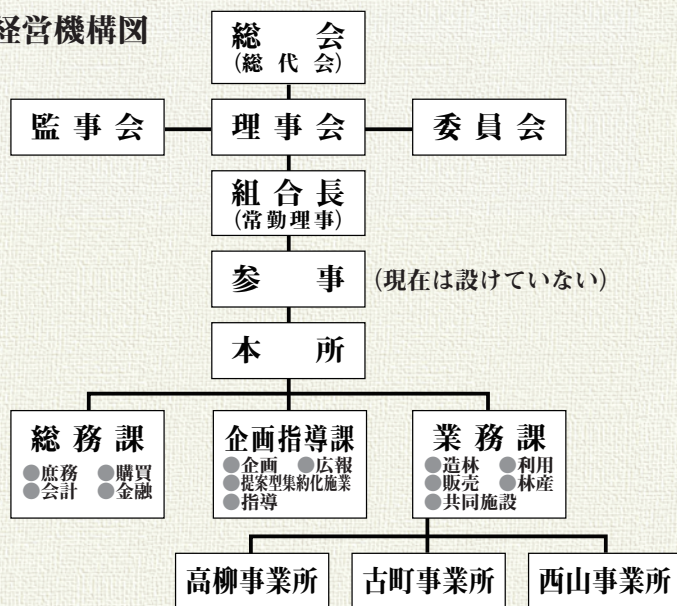 経営機構図
総 会
(総 代 会)
監事会
理事会
委員会
組合長
(常勤理事)
参 事
(現在は設けていない)
本 所
総務課
●庶務 ●購買
●会計 ●金融
企画指導課
●企画 ●広報
●提案型集約化施業
●指導
業務課
●造林 ●利用
●販売 ●林産
●共同施設
高柳事業所
古町事業所
西山事業所